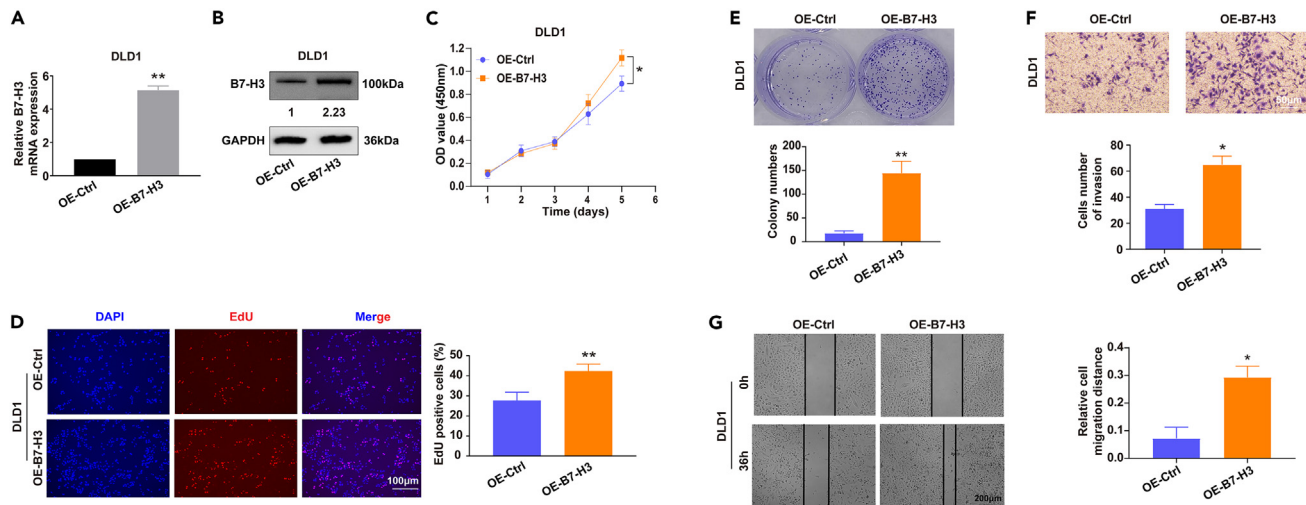 A
DLD1
Relative B7-H3
mRNA expression
8
6
4
2
0
**
OE-Ctrl
OE-B7-H3
B
DLD1
B7-H3
100kDa
1
2.23
GAPDH
36kDa
OE-Ctrl
OE-B7-H3
C
DLD1
OD value (450nm)
1.2
1.0
0.8
0.6
0.4
0.2
0.0
OE-Ctrl
OE-B7-H3
*
1 2 3 4 5 6
Time (days)
D
DAPI
EdU
Merge
DLD1
OE-Ctrl
OE-B7-H3
100μm
EdU positive cells (%)
50
40
30
20
10
0
**
OE-Ctrl
OE-B7-H3
E
OE-Ctrl
OE-B7-H3
DLD1
Colony numbers
200
150
100
50
0
**
OE-Ctrl
OE-B7-H3
F
OE-Ctrl
OE-B7-H3
DLD1
50μm
Cells number
of invasion
80
60
40
20
0
*
OE-Ctrl
OE-B7-H3
G
OE-Ctrl
OE-B7-H3
DLD1
0h
36h
200μm
Relative cell
migration distance
0.4
0.3
0.2
0.1
0.0
*
OE-Ctrl
OE-B7-H3